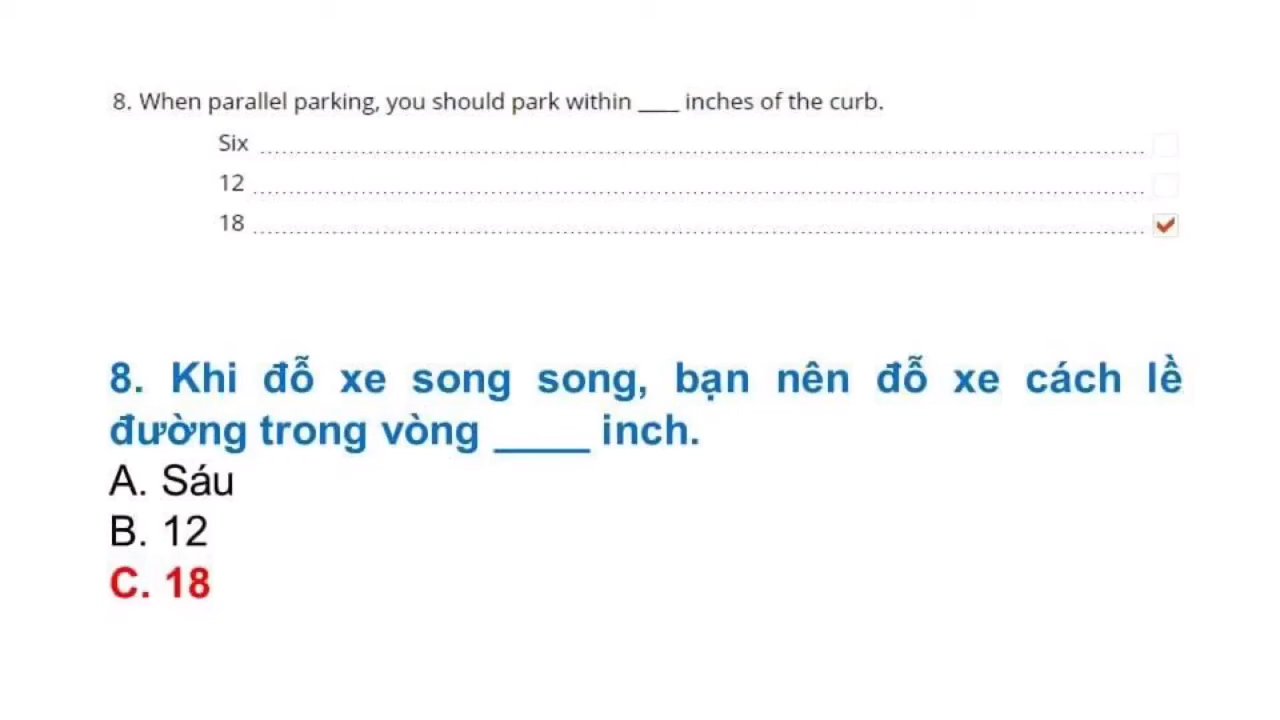 8. When parallel parking, you should park within ____ inches of the curb.
Six
12
18
8. Khi đỗ xe song song, bạn nên đỗ xe cách lề
đường trong vòng ____ inch.
A. Sáu
B. 12
C. 18